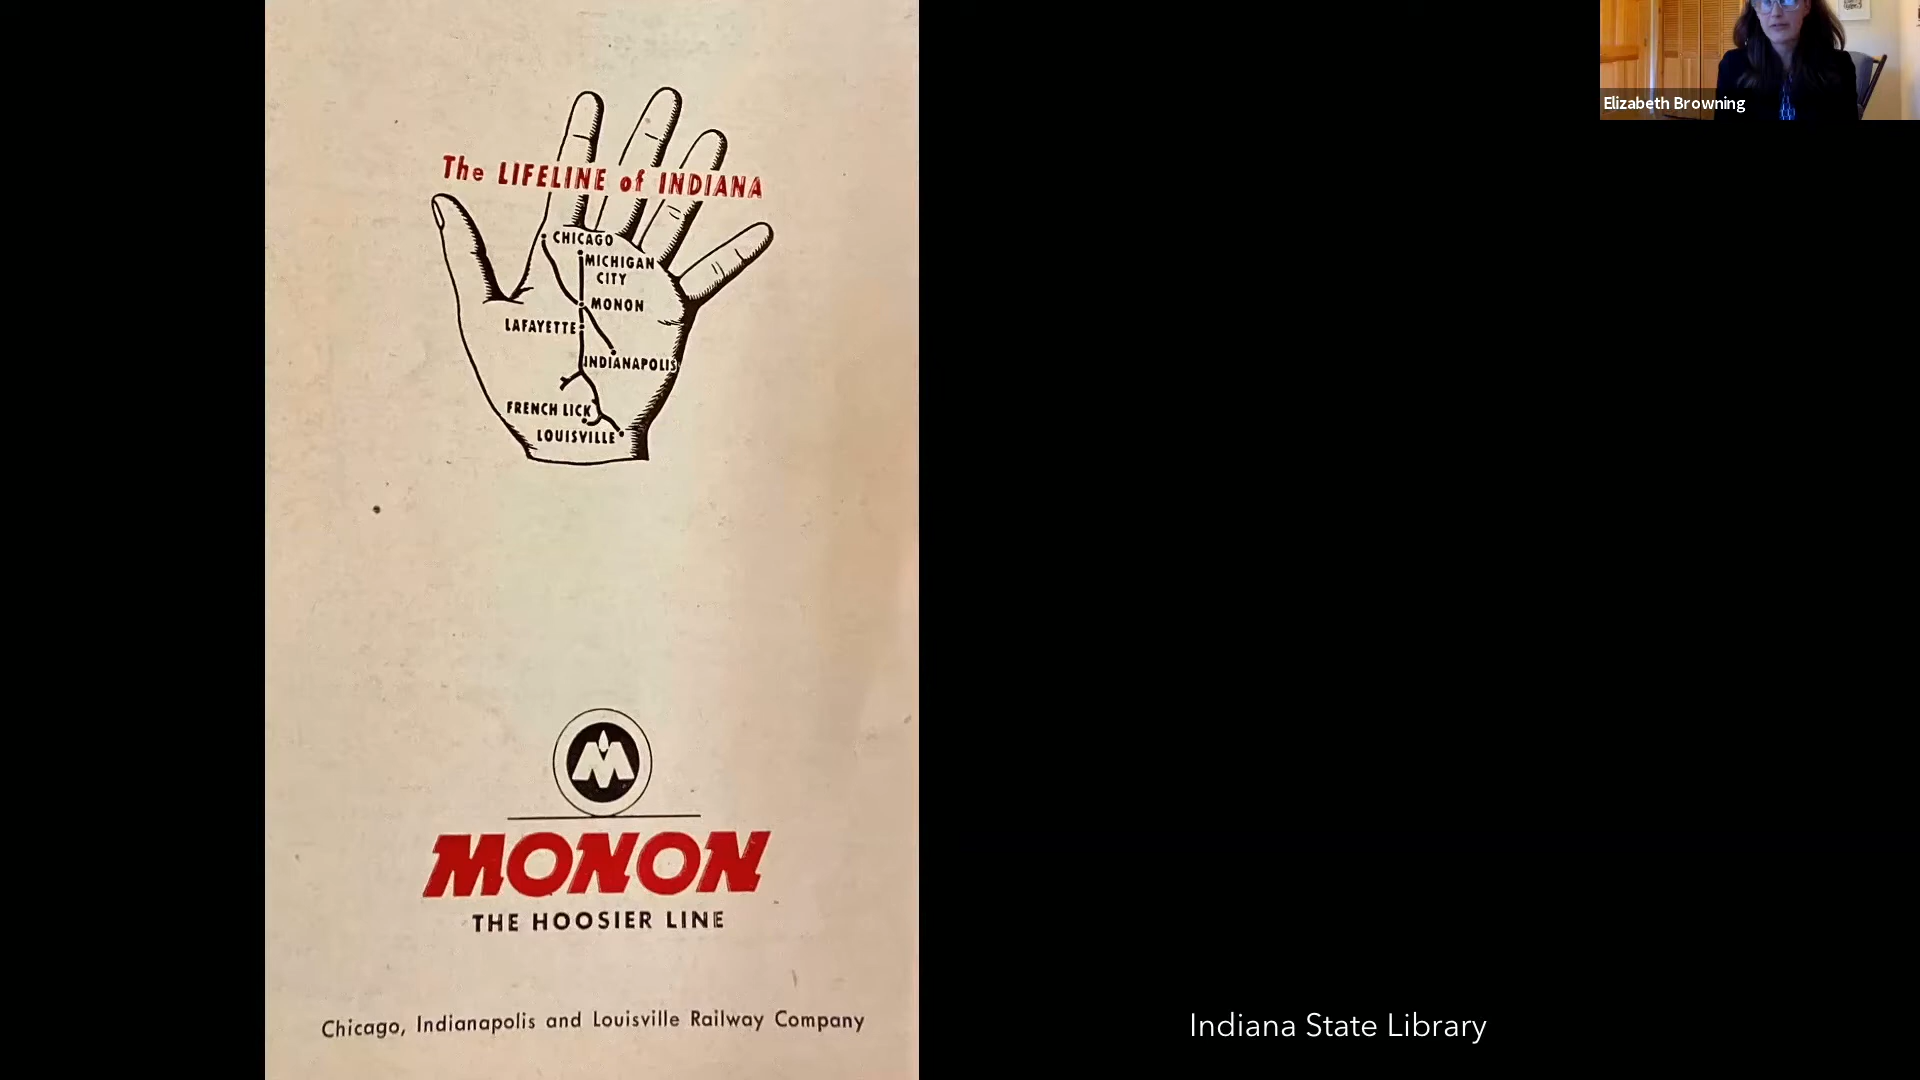 The LIFELINE of INDIANA
CHICAGO
MICHIGAN
CITY
MONON
LAFAYETTE
INDIANAPOLIS
FRENCH LICK
LOUISVILLE
M
MONON
THE HOOSIER LINE
Chicago, Indianapolis and Louisville Railway Company
Indiana State Library
Elizabeth Browning